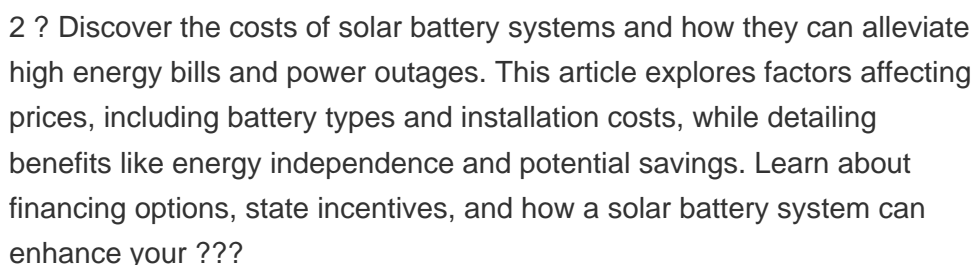 2 ? Discover the costs of solar battery systems and how they can alleviate
high energy bills and power outages. This article explores factors affecting
prices, including battery types and installation costs, while detailing
benefits like energy independence and potential savings. Learn about
financing options, state incentives, and how a solar battery system can
enhance your ???